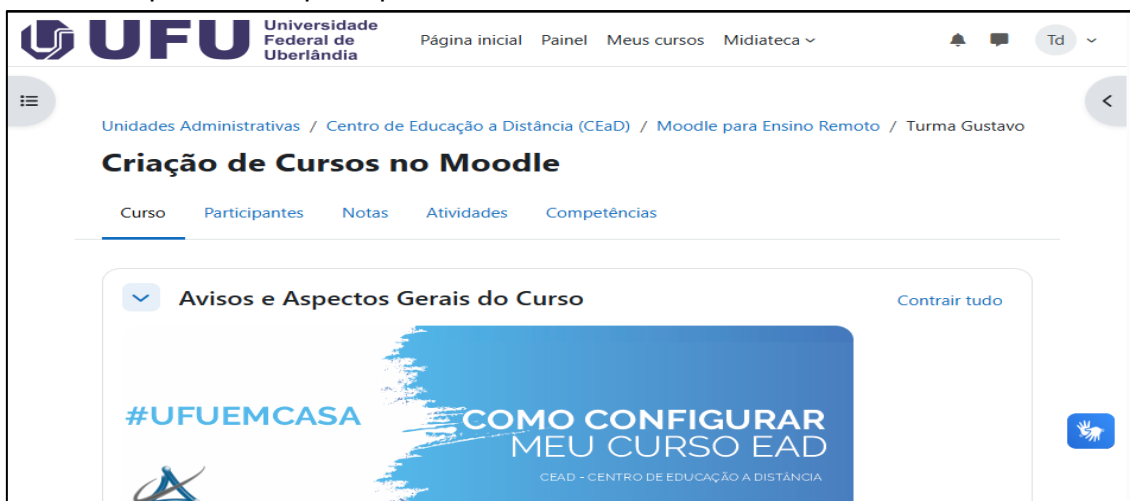 UFU Universidade
Federal de
Uberlândia
Página inicial Painel Meus cursos Midiateca
Td
Unidades Administrativas / Centro de Educação a Distância (CEaD) / Moodle para Ensino Remoto / Turma Gustavo
Criação de Cursos no Moodle
Curso Participantes Notas Atividades Competências
Avisos e Aspectos Gerais do Curso Contrair tudo
#UFUEMCASA
COMO CONFIGURAR
MEU CURSO EAD
CEAD - CENTRO DE EDUCAÇÃO A DISTÂNCIA